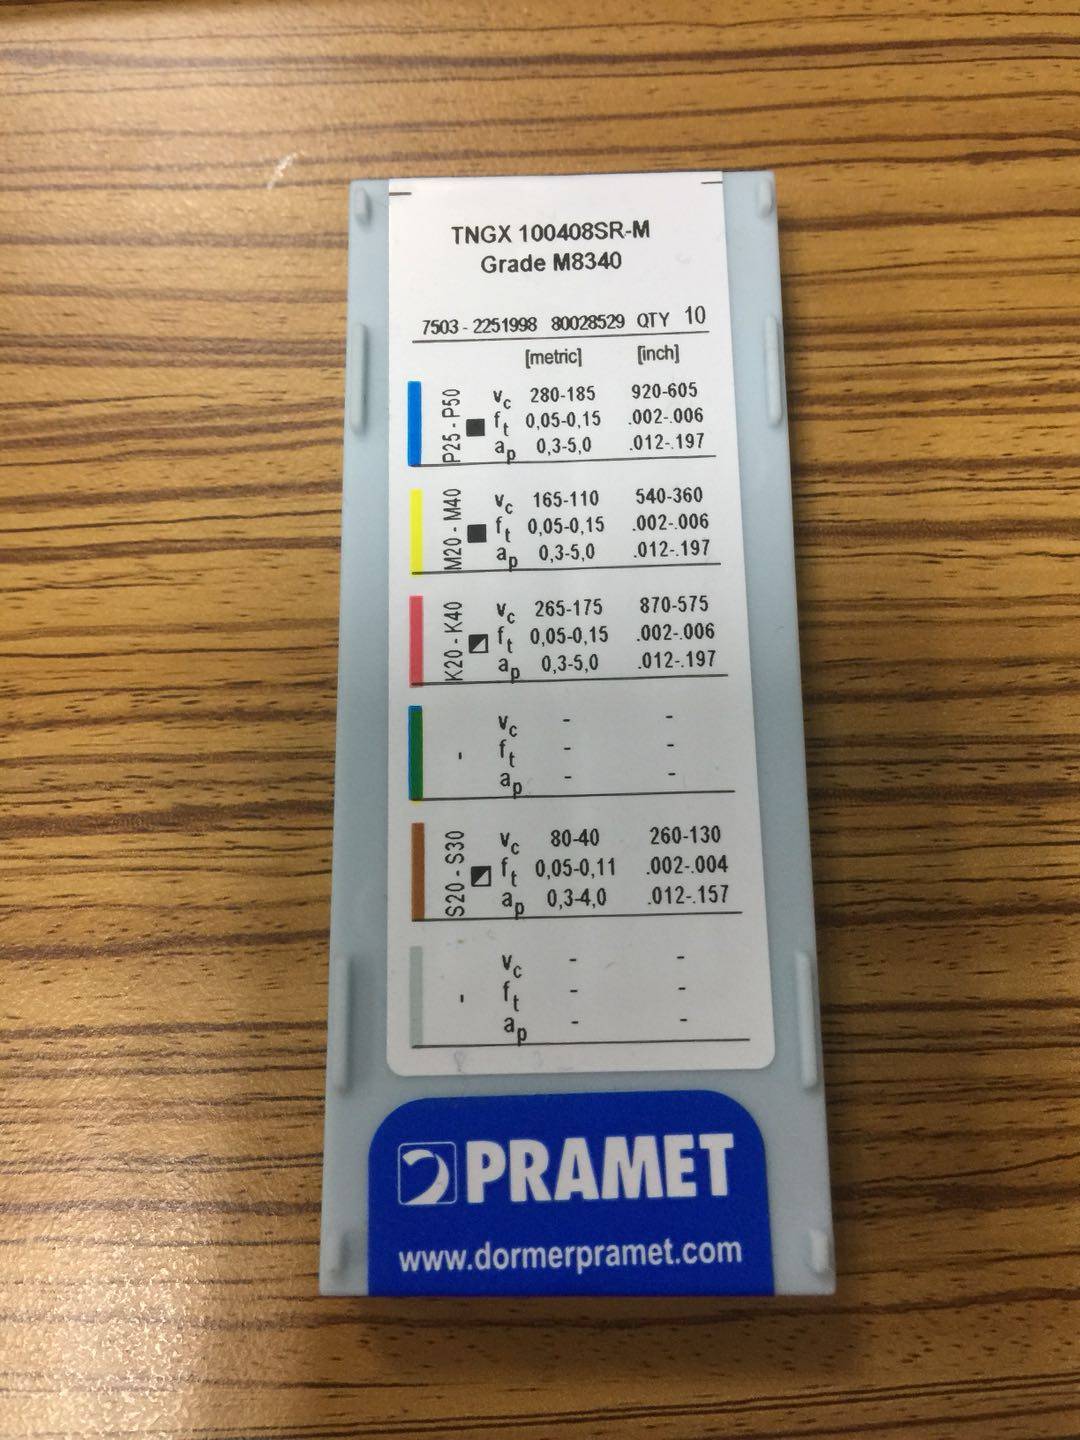 TNGX 100408SR-M
Grade M8340
7503 - 2251998 80028529 QTY 10
[metric] [inch]
P25 - P50
vc 280-185 920-605
ft 0,05-0,15 .002-.006
ap 0,3-5,0 .012-.197
M20 - M40
vc 165-110 540-360
ft 0,05-0,15 .002-.006
ap 0,3-5,0 .012-.197
K20 - K40
vc 265-175 870-575
ft 0,05-0,15 .002-.006
ap 0,3-5,0 .012-.197
-
vc - -
ft - -
ap - -
S20 - S30
vc 80-40 260-130
ft 0,05-0,11 .002-.004
ap 0,3-4,0 .012-.157
-
vc - -
ft - -
ap - -
PRAMET
www.dormerpramet.com